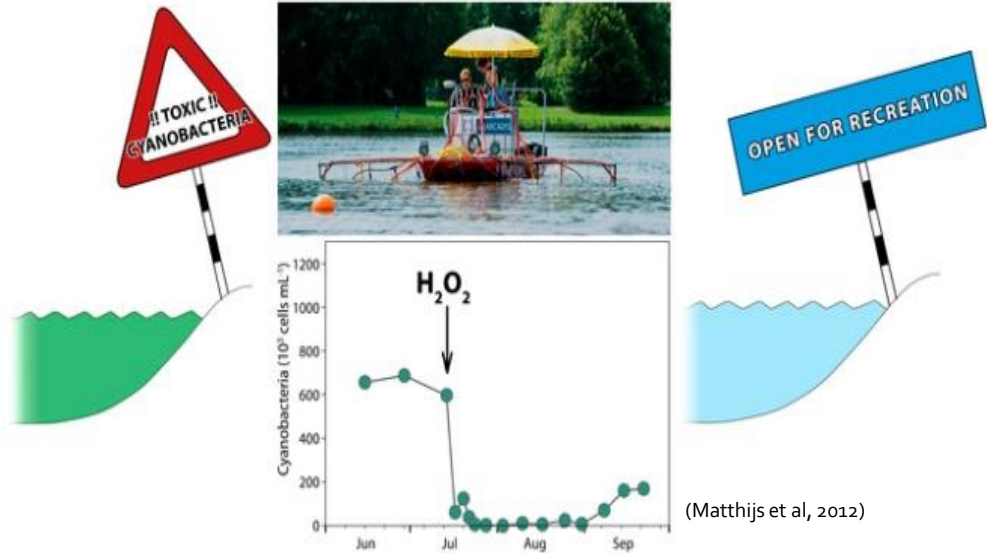 !! TOXIC !!
CYANOBACTERIA
OPEN FOR RECREATION
H₂O₂
Cyanobacteria (10³ cells mL⁻¹)
1200
1000
800
600
400
200
0
Jun Jul Aug Sep
(Matthijs et al, 2012)